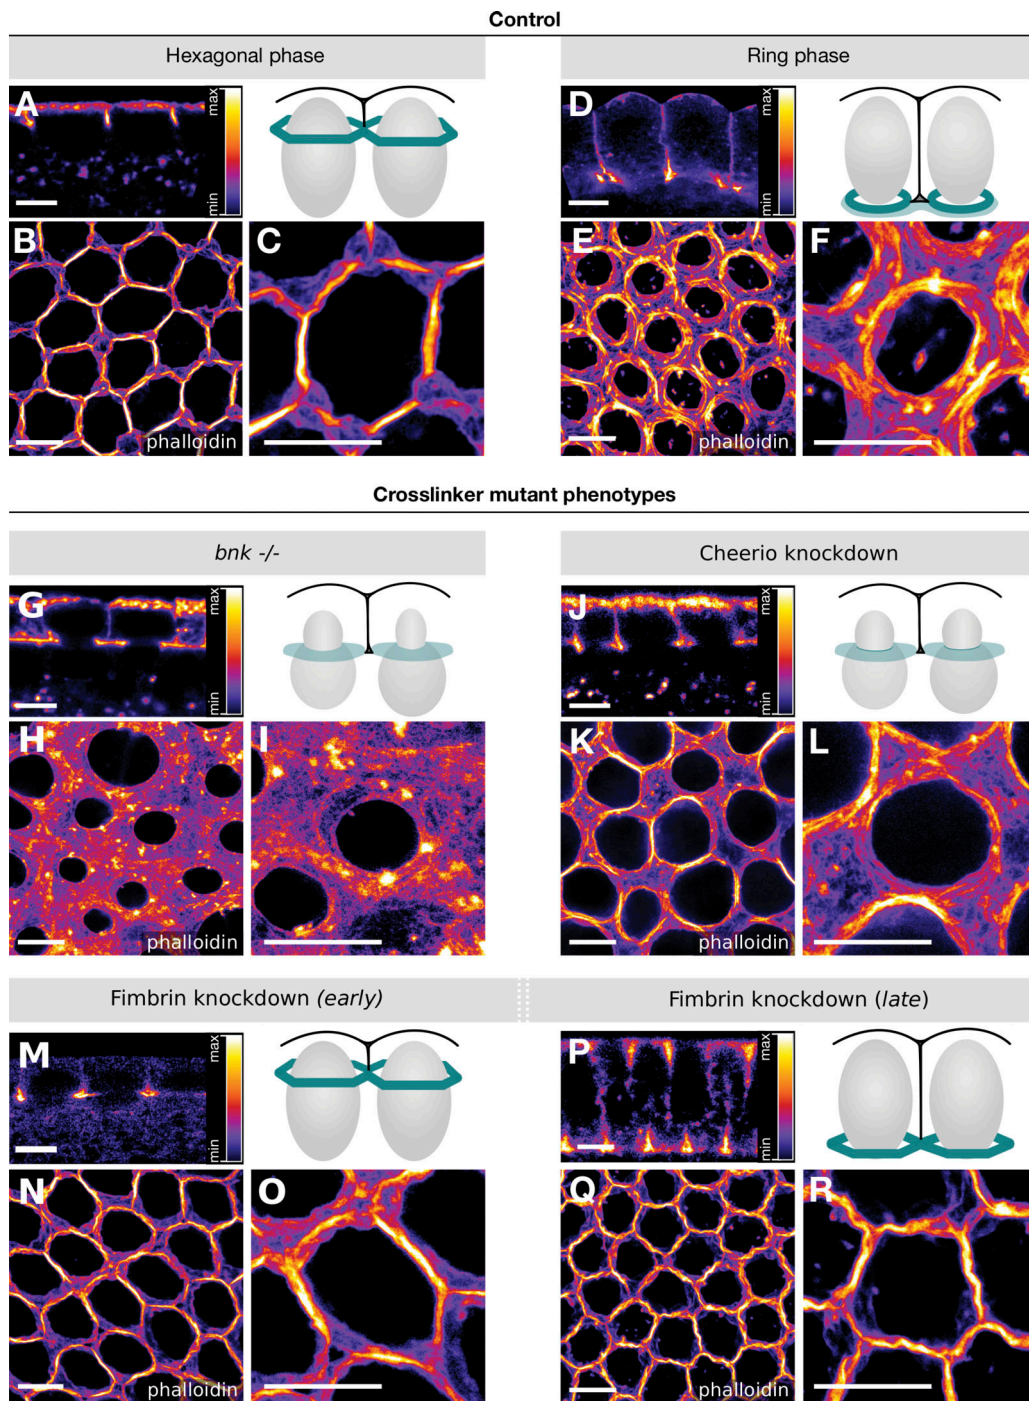 Control
Hexagonal phase
Ring phase
A
max
min
D
max
min
B
phalloidin
C
E
phalloidin
F
Crosslinker mutant phenotypes
bnk -/-
Cheerio knockdown
G
max
min
J
max
min
H
phalloidin
I
K
phalloidin
L
Fimbrin knockdown (early)
Fimbrin knockdown (late)
M
max
min
P
max
min
N
phalloidin
O
Q
phalloidin
R